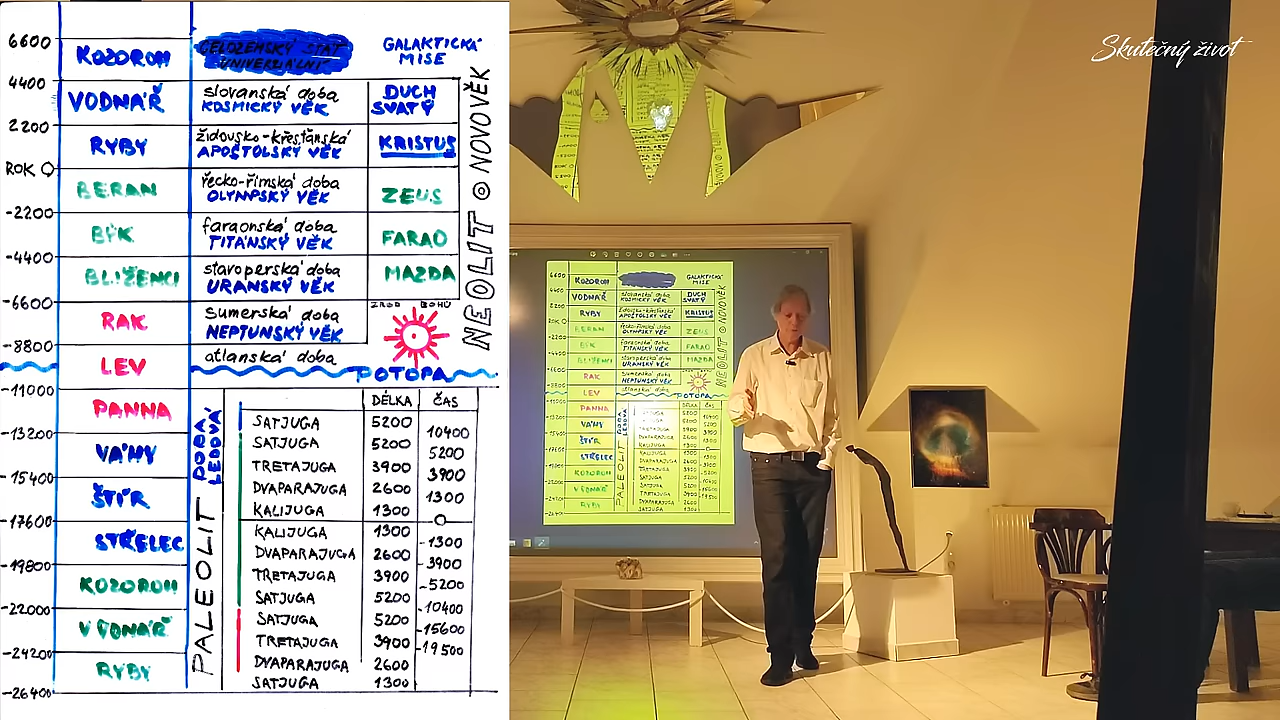 6600
KOZOROH
CELOZEMSKÝ STÁT
UNIVERSÁLNÍ
GALAKTICKÁ
MISE
4400
VODNÁŘ
slovanská doba
KOSMICKÝ VĚK
DUCH
SVATÝ
2200
RYBY
židovsko-křesťanská
APOŠTOLSKÝ VĚK
KRISTUS
ROK O
BERAN
řecko-římská doba
OLYMPSKÝ VĚK
ZEUS
-2200
BÝK
faraonská doba
TITÁNSKÝ VĚK
FARAO
-4400
BLÍŽENCI
staroperská doba
URANSKÝ VĚK
MAZDA
-6600
RAK
sumerská doba
NEPTUNSKÝ VĚK
ZROD BOHŮ
NEOLIT ⊙ NOVOVĚK
-8800
LEV
atlanská doba
POTOPA
-11000
PANNA
-13200
VÁHY
-15400
ŠTÍR
-17600
STŘELEC
-19800
KOZOROH
-22000
VODNÁŘ
-24200
RYBY
-26400
PALEOLIT
DOBA
LEDOVÁ
DÉLKA ČAS
SATJUGA 5200
10400
SATJUGA 5200
5200
TRETAJUGA 3900
3900
DVAPARAJUGA 2600
1300
KALIJUGA 1300
O
KALIJUGA 1300
-1300
DVAPARAJUGA 2600
-3900
TRETAJUGA 3900
-5200
SATJUGA 5200
-10400
SATJUGA 5200
-15600
TRETAJUGA 3900
-19500
DVAPARAJUGA 2600
SATJUGA 1300
Skutečný život